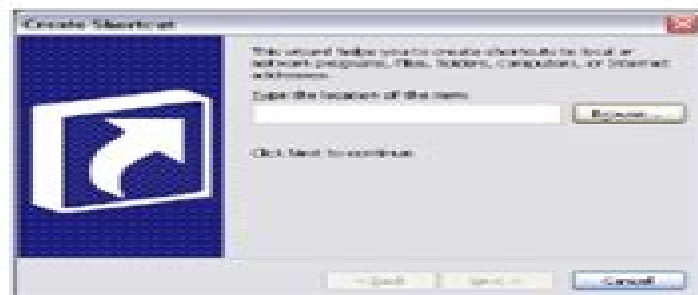 Create Shortcut
This wizard helps you to create shortcuts to local or
network programs, files, folders, computers, or Internet
addresses.
Type the location of the item:
Browse...
Click Next to continue.
< Back
Next >
Cancel